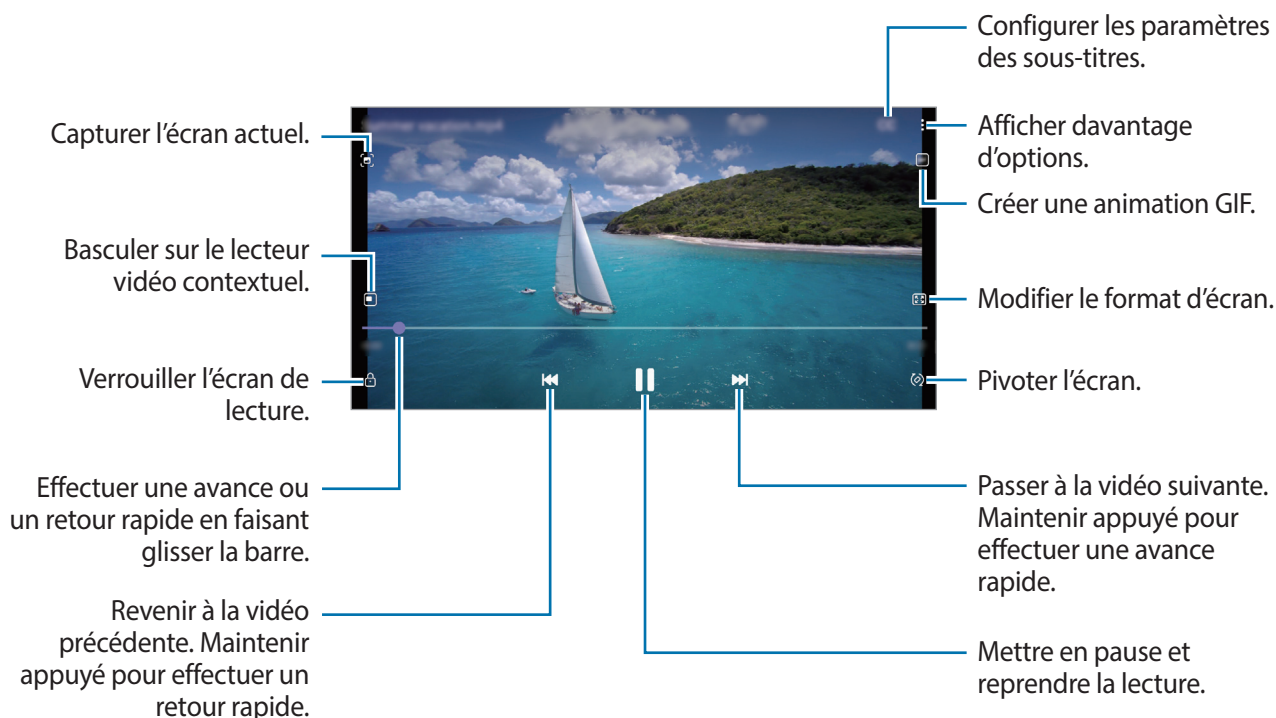 Configurer les paramètres
des sous-titres.
Capturer l’écran actuel.
Afficher davantage
d’options.
Créer une animation GIF.
Basculer sur le lecteur
vidéo contextuel.
Modifier le format d’écran.
Verrouiller l’écran de
lecture.
Pivoter l’écran.
Effectuer une avance ou
un retour rapide en faisant
glisser la barre.
Passer à la vidéo suivante.
Maintenir appuyé pour
effectuer une avance
rapide.
Revenir à la vidéo
précédente. Maintenir
appuyé pour effectuer un
retour rapide.
Mettre en pause et
reprendre la lecture.